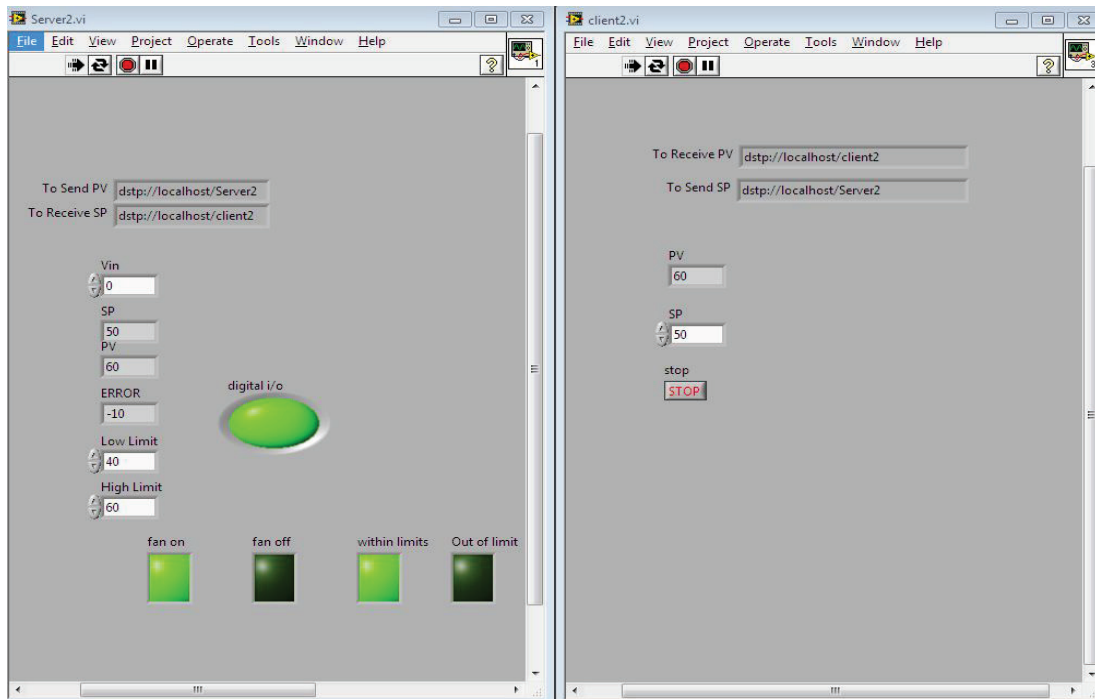 Server2.vi
File Edit View Project Operate Tools Window Help
1
To Send PV dstp://localhost/Server2
To Receive SP dstp://localhost/client2
Vin
0
SP
50
PV
60
ERROR
-10
digital i/o
Low Limit
40
High Limit
60
fan on fan off within limits Out of limit
client2.vi
File Edit View Project Operate Tools Window Help
3
To Receive PV dstp://localhost/client2
To Send SP dstp://localhost/Server2
PV
60
SP
50
stop
STOP